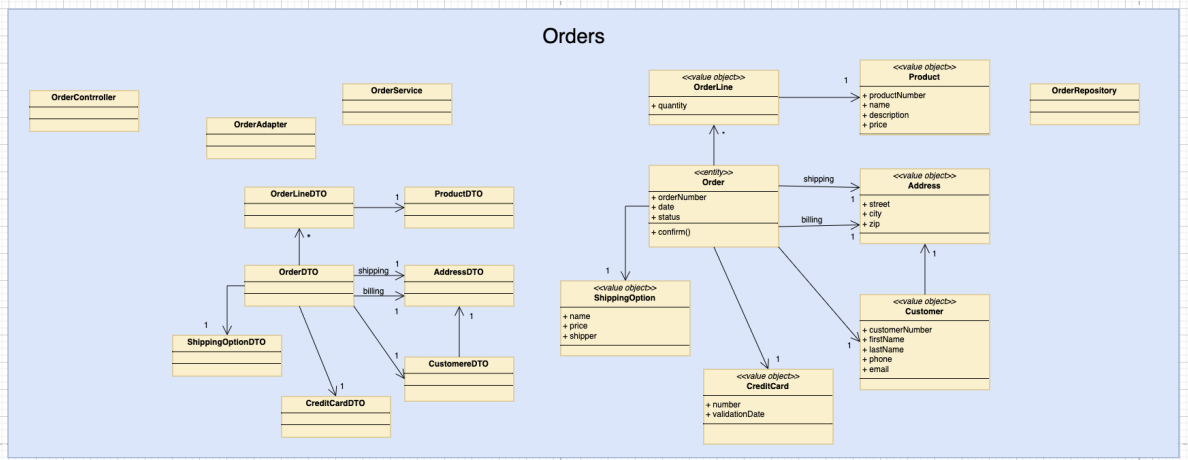 Orders
OrderContrroller
OrderAdapter
OrderService
OrderLineDTO
1
ProductDTO
*
OrderDTO
shipping
1
billing
1
AddressDTO
1
ShippingOptionDTO
1
1
CustomereDTO
1
CreditCardDTO
<<value object>>
OrderLine
+ quantity
1
<<value object>>
Product
+ productNumber
+ name
+ description
+ price
OrderRepository
*
<<entity>>
Order
+ orderNumber
+ date
+ status
+ confirm()
shipping
1
billing
1
<<value object>>
Address
+ street
+ city
+ zip
1
1
<<value object>>
ShippingOption
+ name
+ price
+ shipper
1
<<value object>>
Customer
+ customerNumber
+ firstName
+ lastName
+ phone
+ email
1
<<value object>>
CreditCard
+ number
+ validationDate